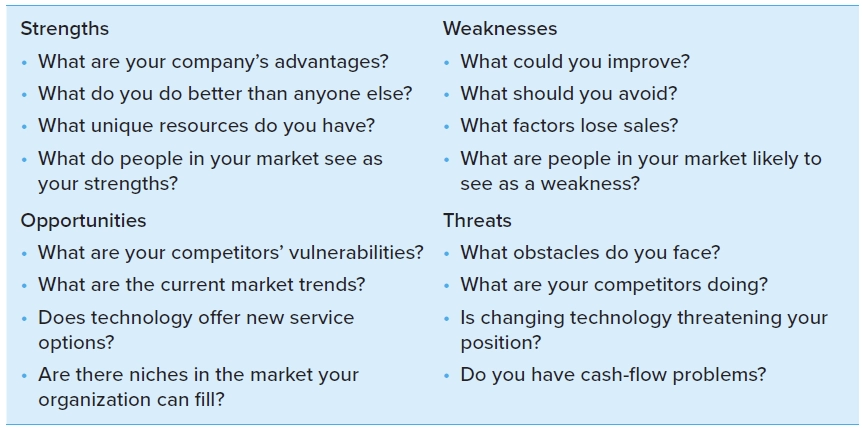 Strengths
• What are your company’s advantages?
• What do you do better than anyone else?
• What unique resources do you have?
• What do people in your market see as
your strengths?
Weaknesses
• What could you improve?
• What should you avoid?
• What factors lose sales?
• What are people in your market likely to
see as a weakness?
Opportunities
• What are your competitors’ vulnerabilities?
• What are the current market trends?
• Does technology offer new service
options?
• Are there niches in the market your
organization can fill?
Threats
• What obstacles do you face?
• What are your competitors doing?
• Is changing technology threatening your
position?
• Do you have cash-flow problems?